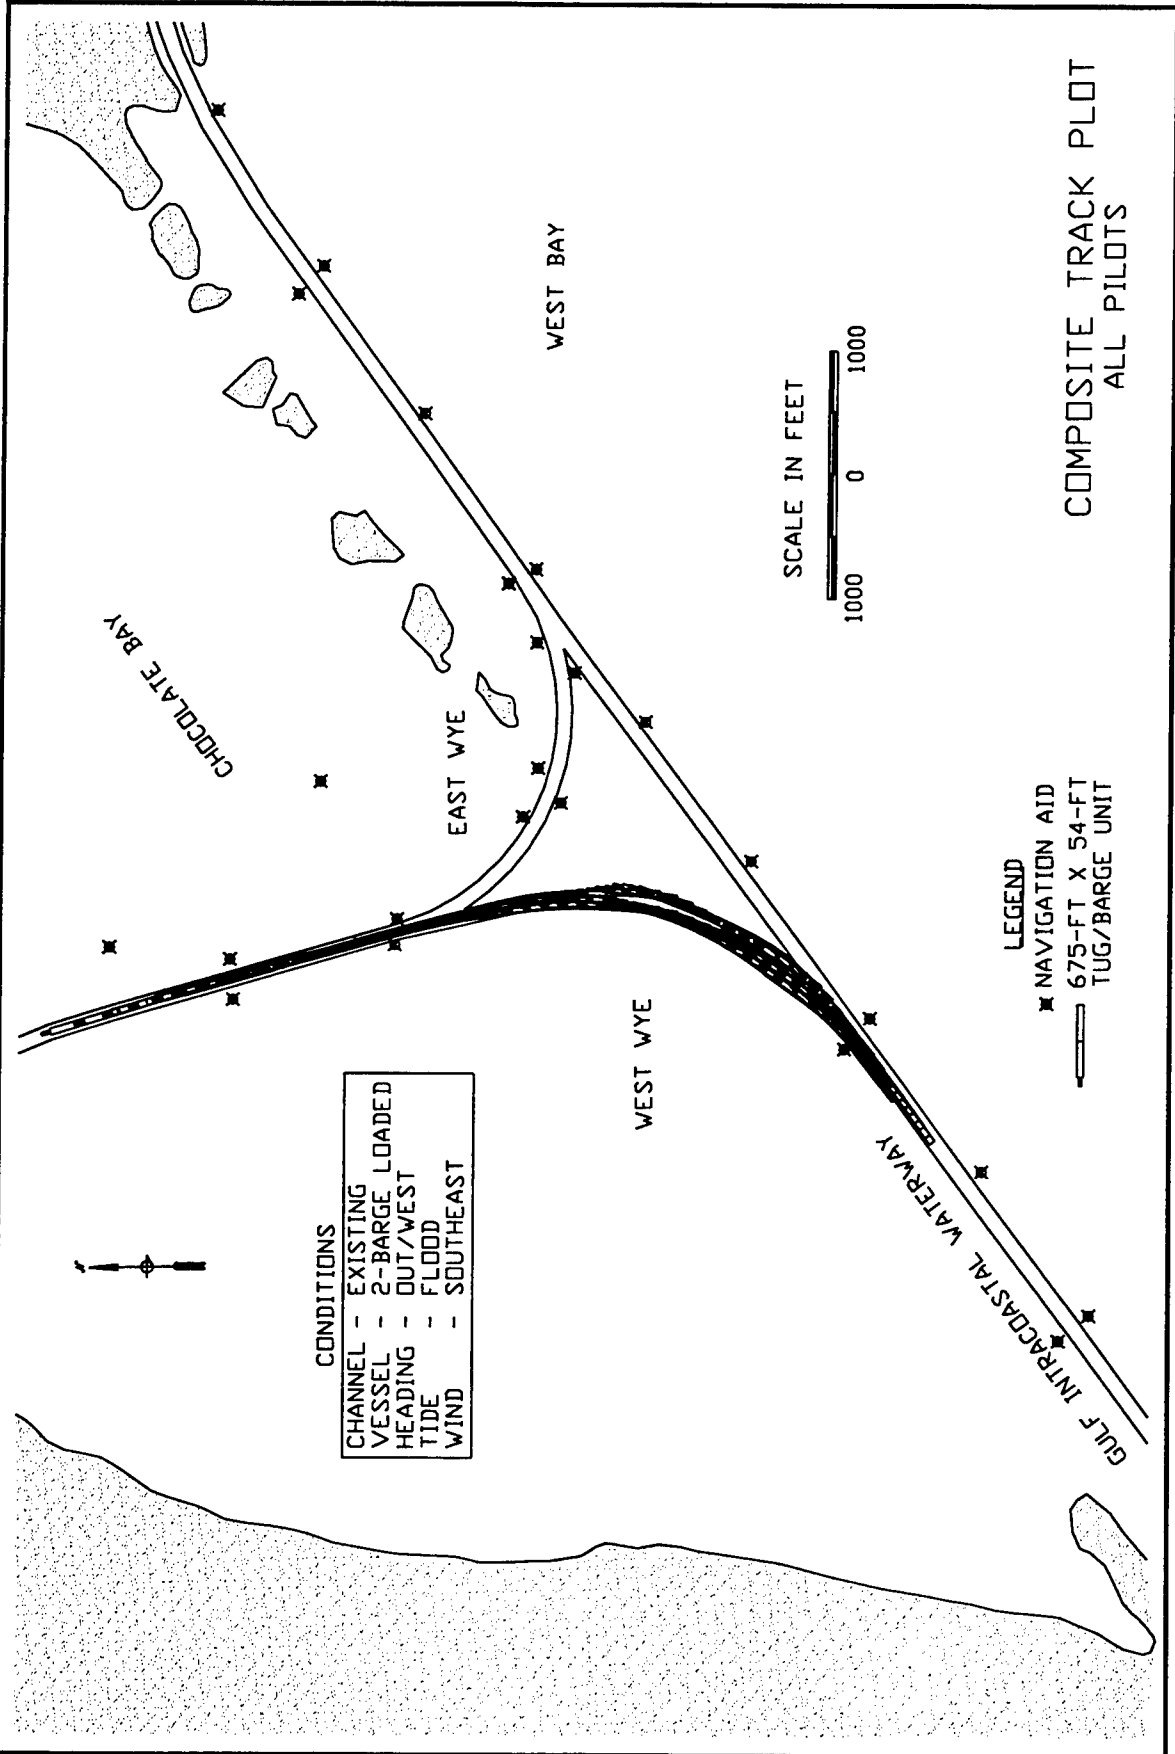 CHOCOLATE BAY
EAST WYE
WEST BAY
WEST WYE
GULF INTRACOASTAL WATERWAY
CONDITIONS
CHANNEL - EXISTING
VESSEL - 2-BARGE LOADED
HEADING - OUT/WEST
TIDE - FLOOD
WIND - SOUTHEAST
SCALE IN FEET
1000 0 1000
LEGEND
NAVIGATION AID
675-FT X 54-FT
TUG/BARGE UNIT
COMPOSITE TRACK PLOT
ALL PILOTS